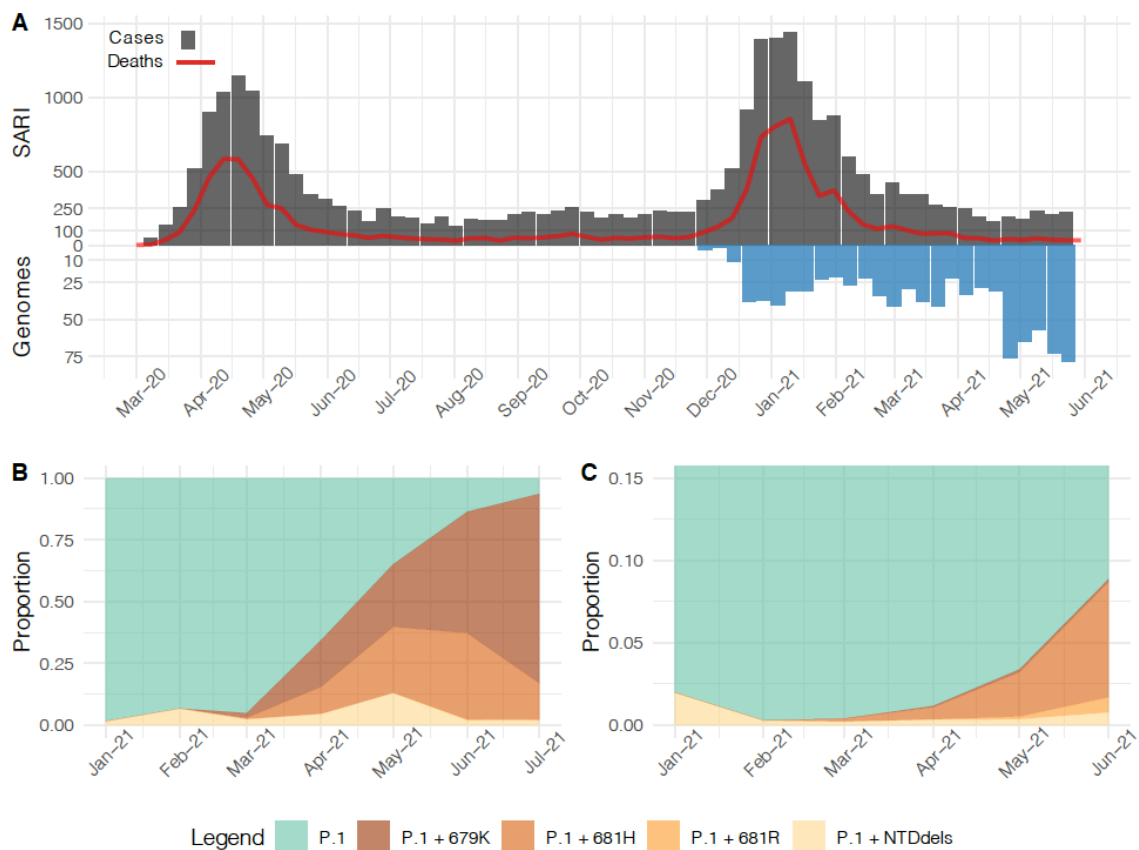 A
1500
Cases
Deaths
1000
SARI
500
250
100
0
10
Genomes
25
50
75
Mar-20
Apr-20
May-20
Jun-20
Jul-20
Aug-20
Sep-20
Oct-20
Nov-20
Dec-20
Jan-21
Feb-21
Mar-21
Apr-21
May-21
Jun-21
B
1.00
0.75
Proportion
0.50
0.25
0.00
Jan-21
Feb-21
Mar-21
Apr-21
May-21
Jun-21
Jul-21
C
0.15
0.10
Proportion
0.05
0.00
Jan-21
Feb-21
Mar-21
Apr-21
May-21
Jun-21
Legend P.1 P.1 + 679K P.1 + 681H P.1 + 681R P.1 + NTDdels